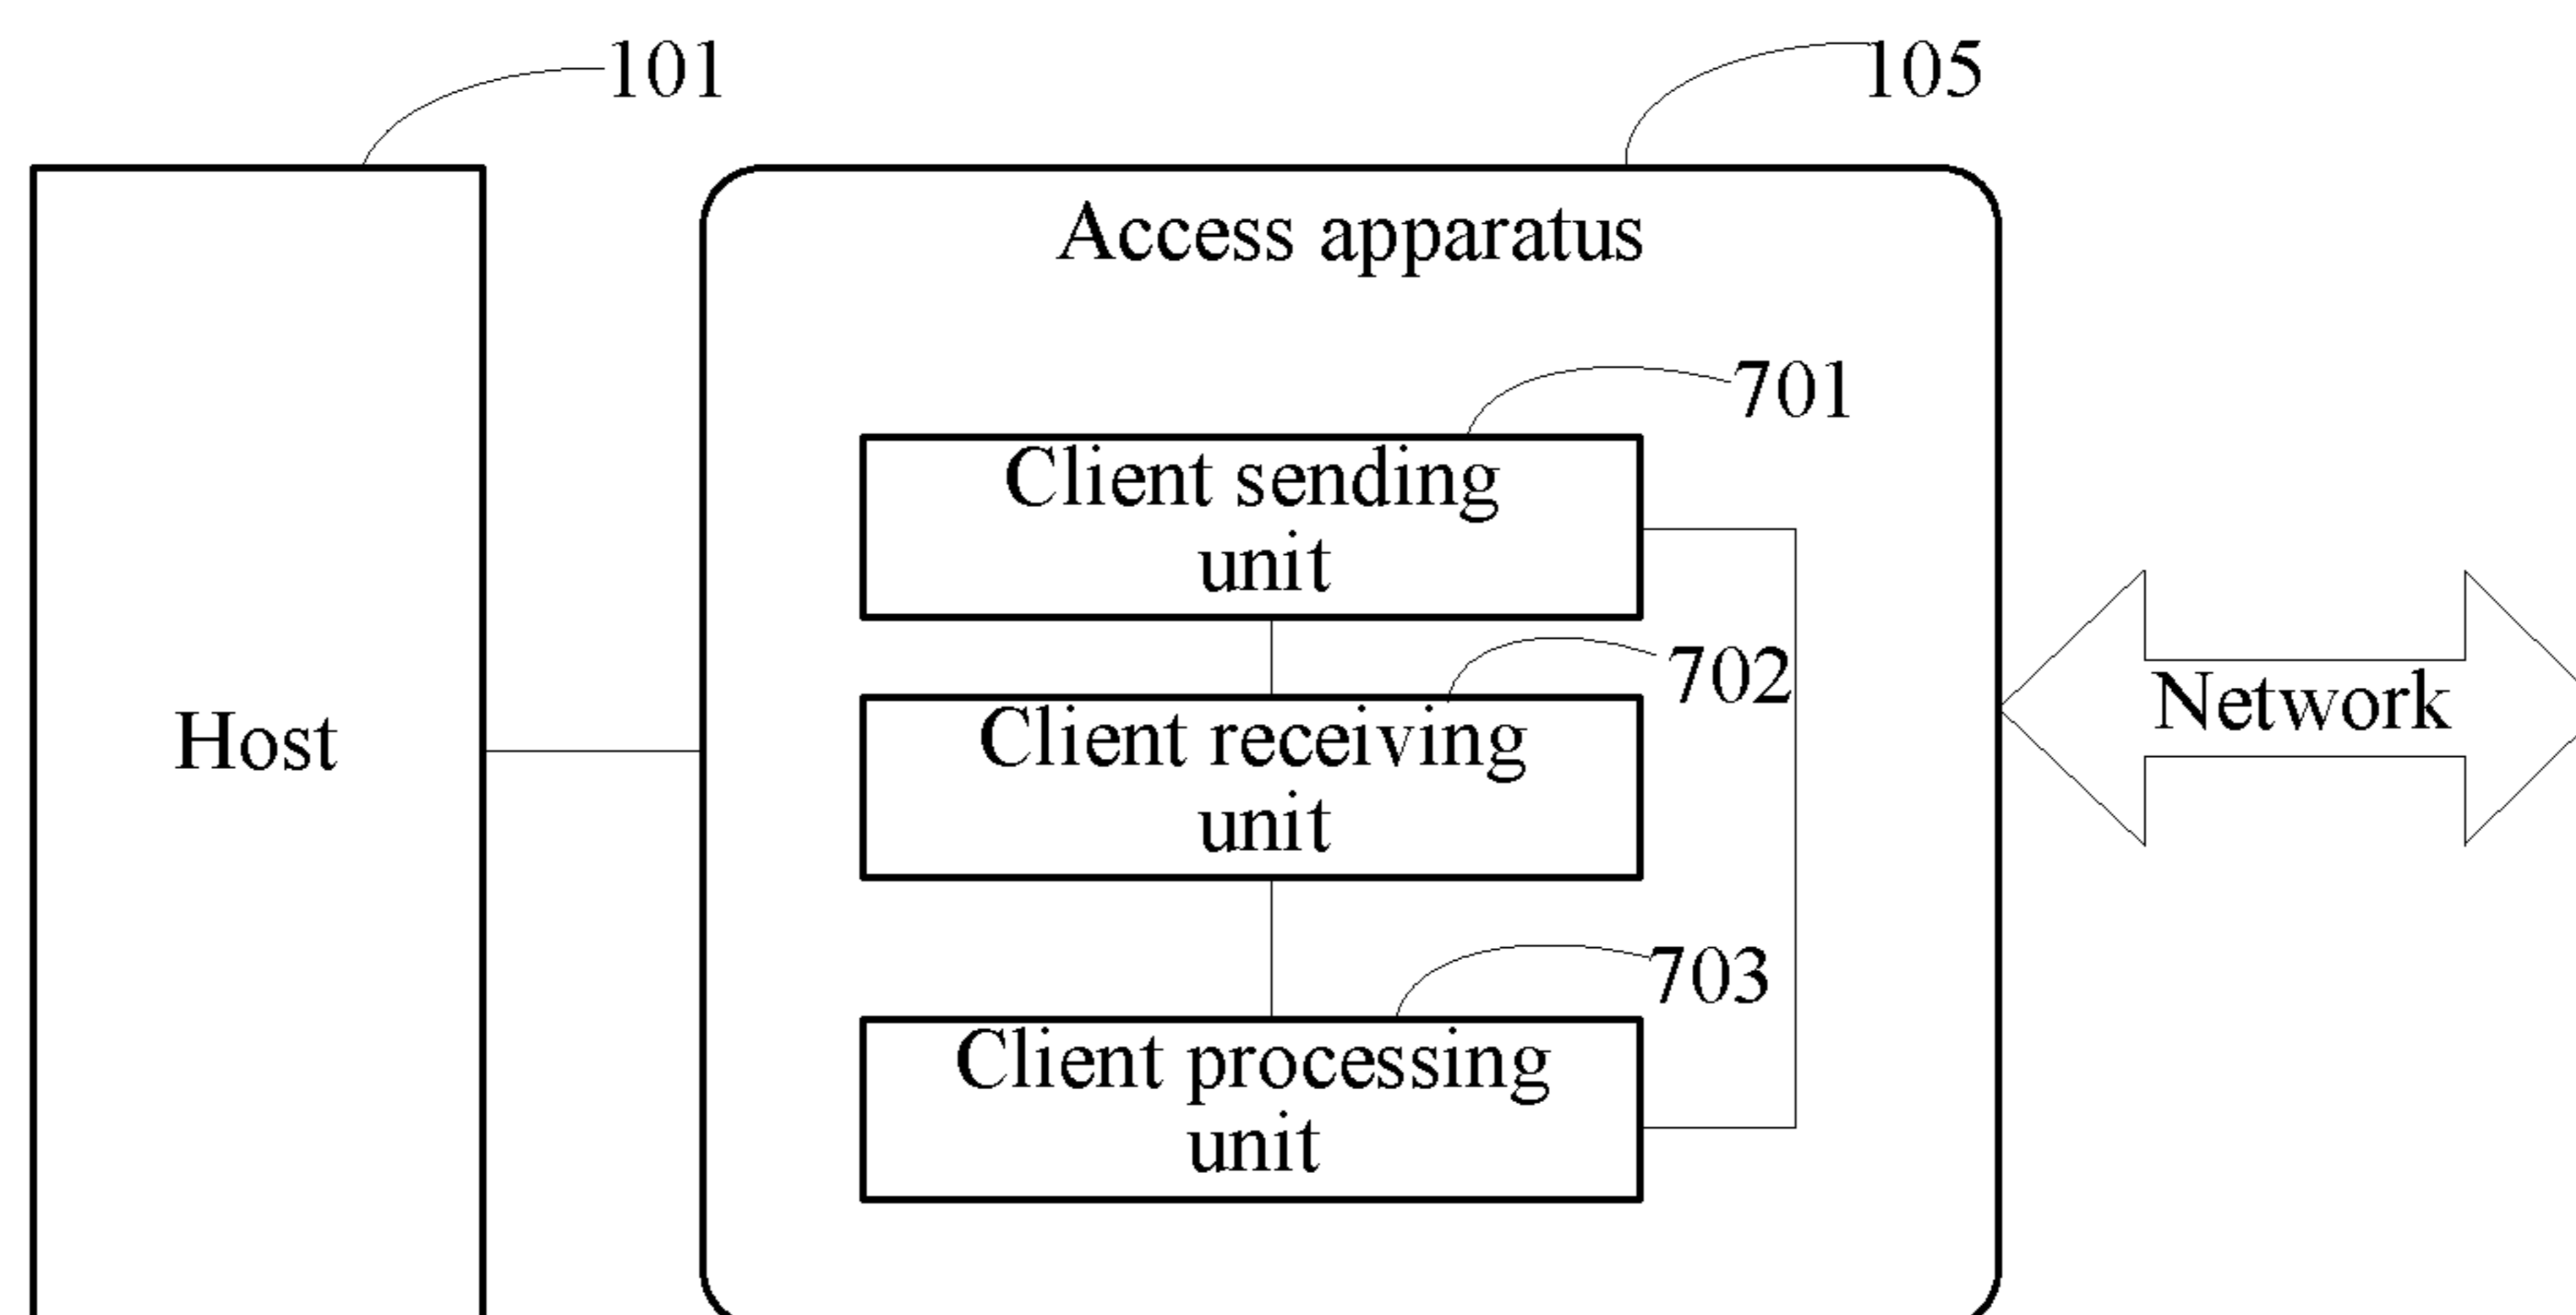 101
105
Access apparatus
701
Client sending
unit
702
Client receiving
unit
Host
Network
703
Client processing
unit